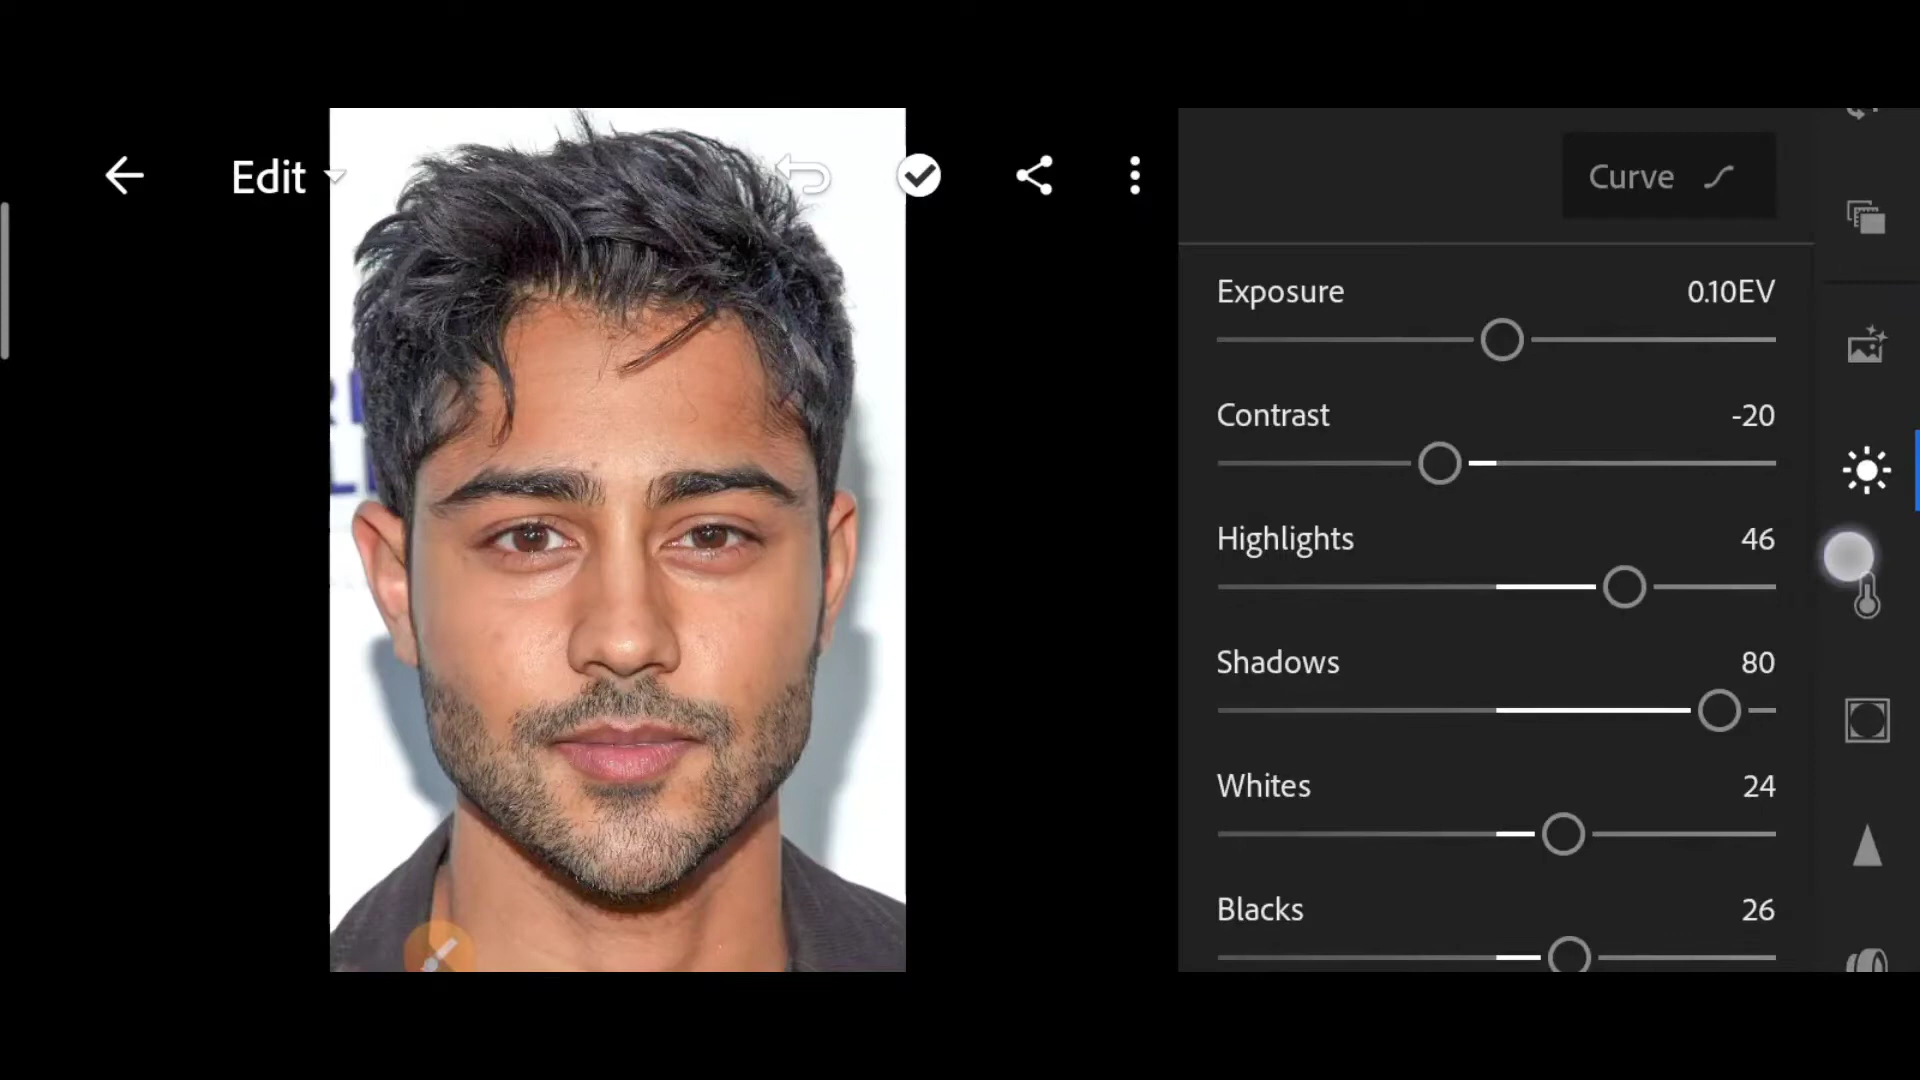 Edit
Curve
Exposure 0.10EV
Contrast -20
Highlights 46
Shadows 80
Whites 24
Blacks 26